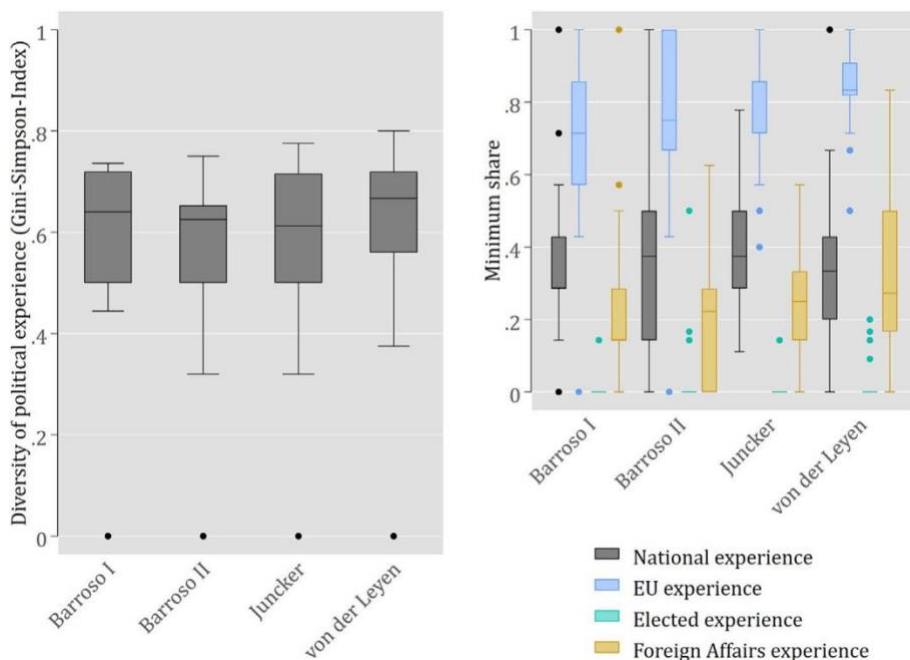 Diversity of political experience (Gini-Simpson-Index)
1
.8
.6
.4
.2
0
Barroso I
Barroso II
Juncker
von der Leyen
Minimum share
1
.8
.6
.4
.2
0
Barroso I
Barroso II
Juncker
von der Leyen
National experience
EU experience
Elected experience
Foreign Affairs experience